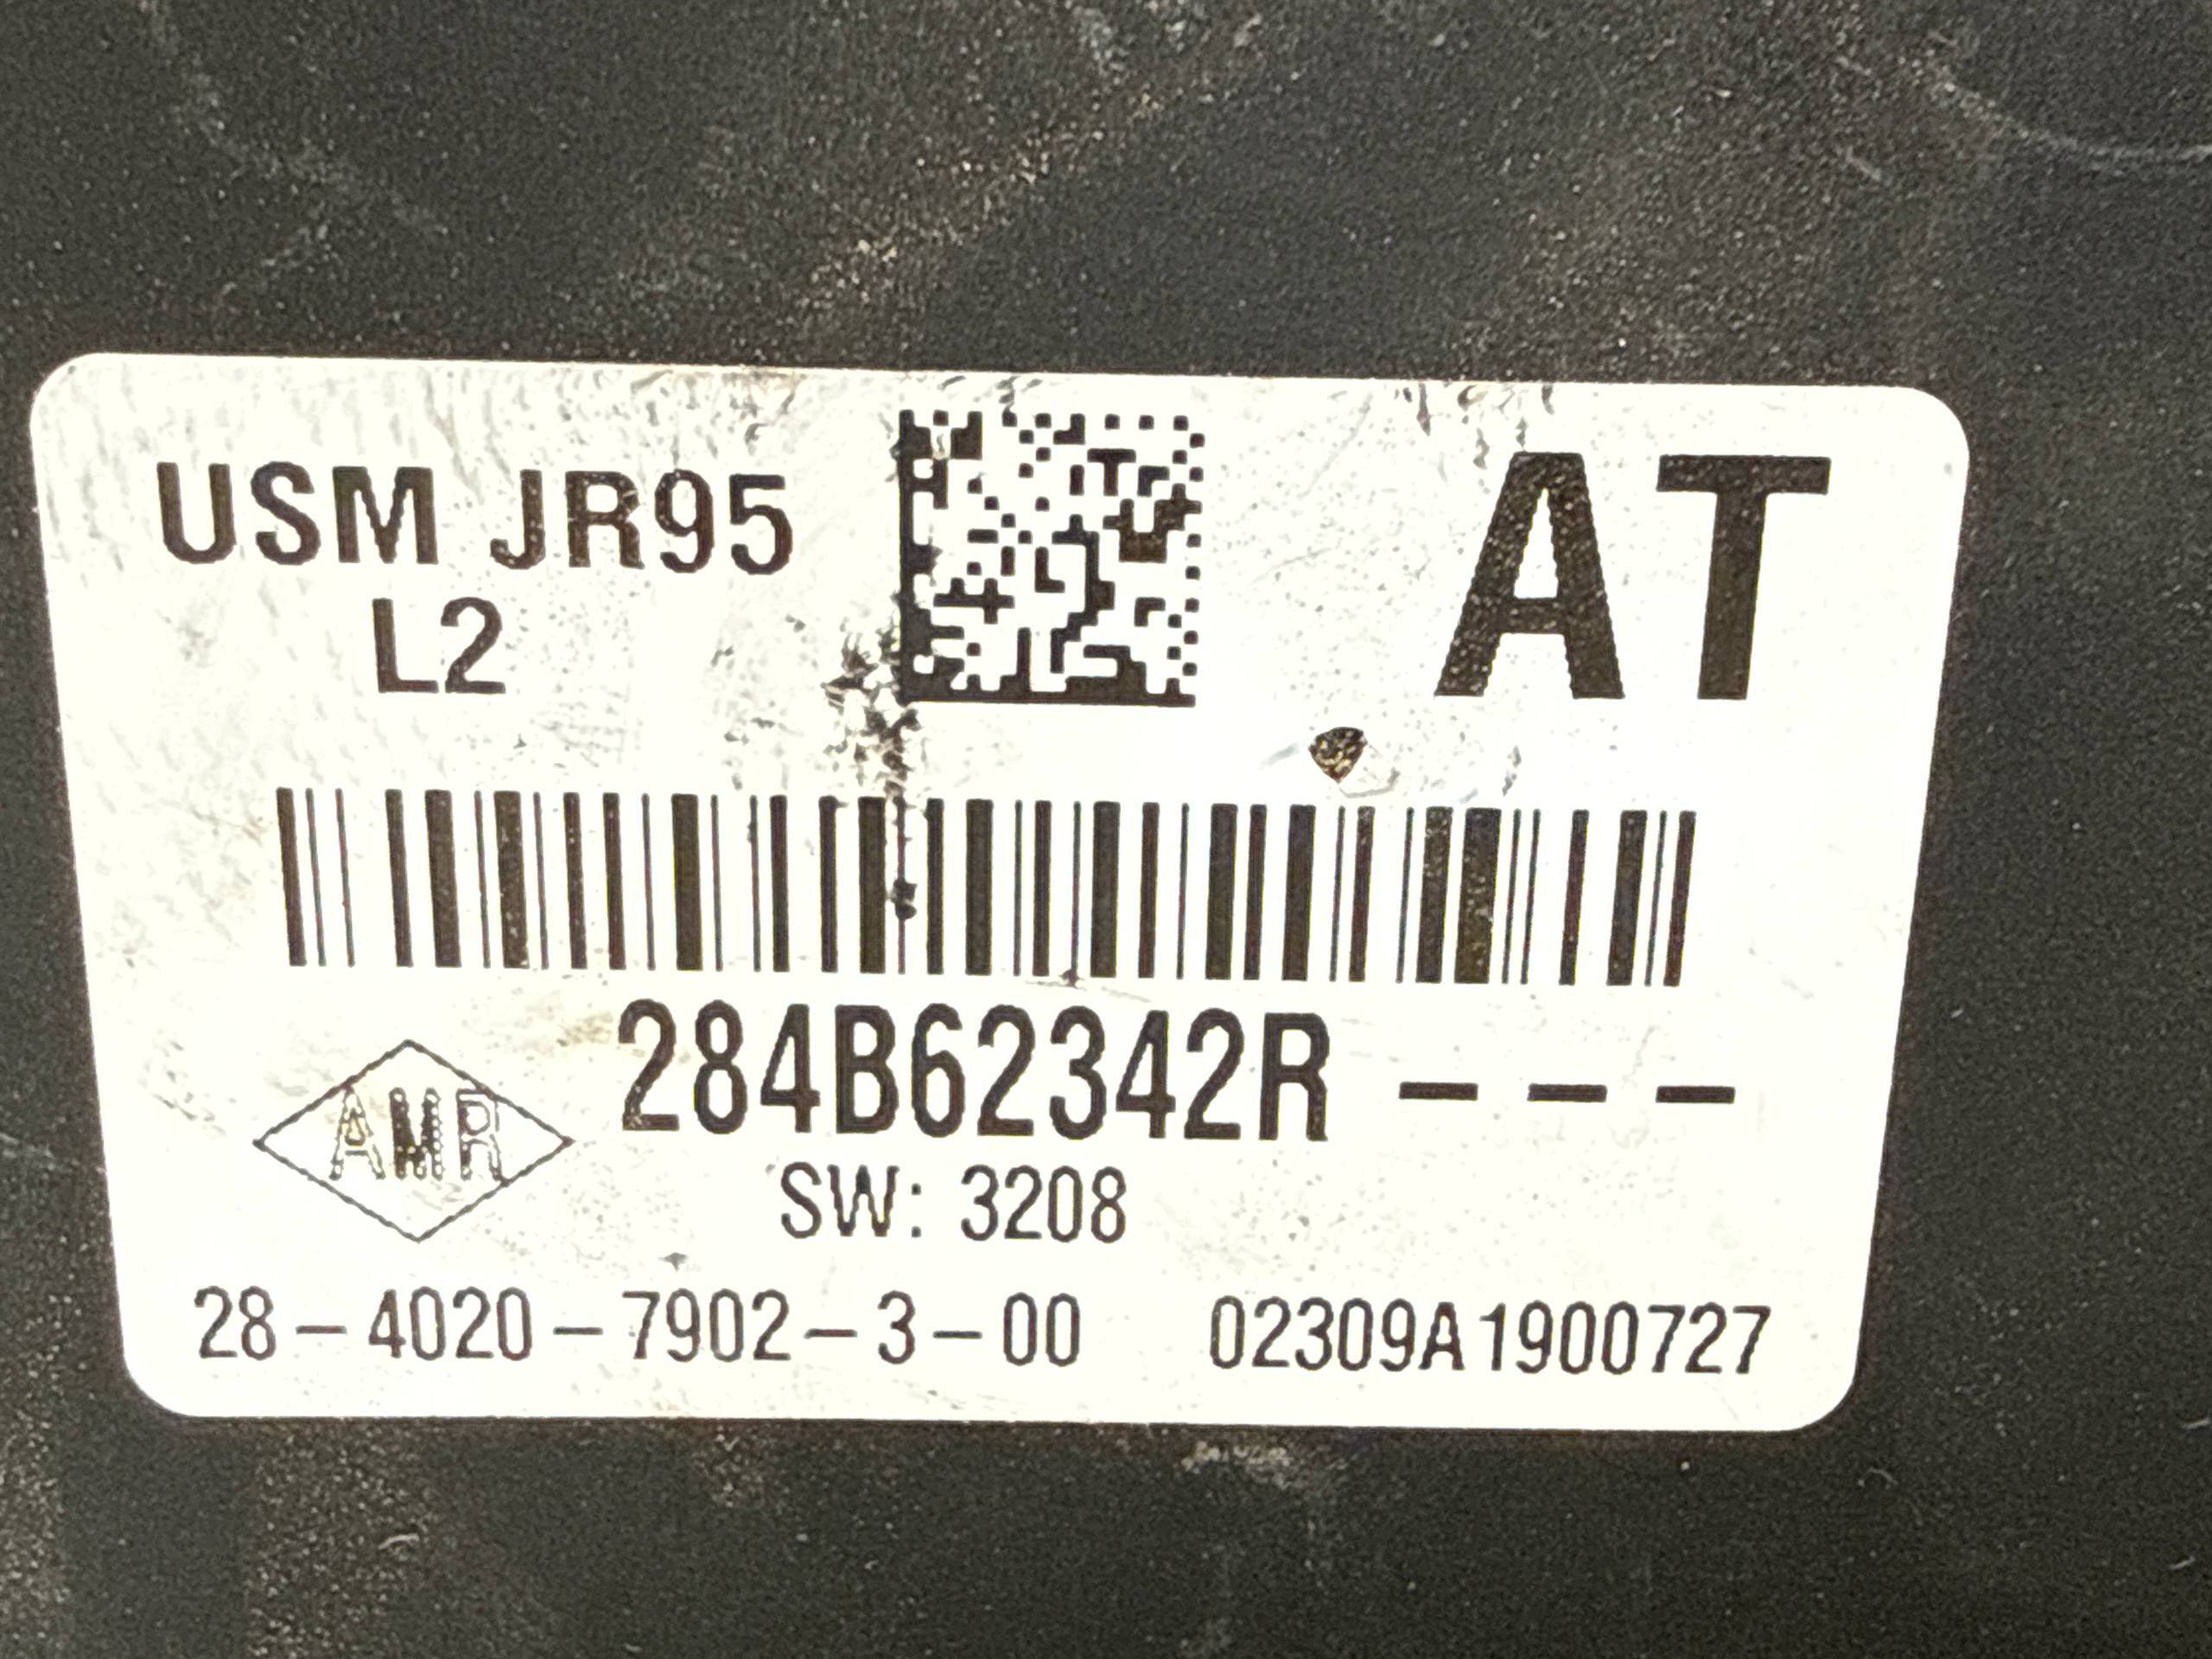 USM JR95
L2
AT
284B62342R - - -
AMR
SW: 3208
28-4020-7902-3-00 02309A1900727